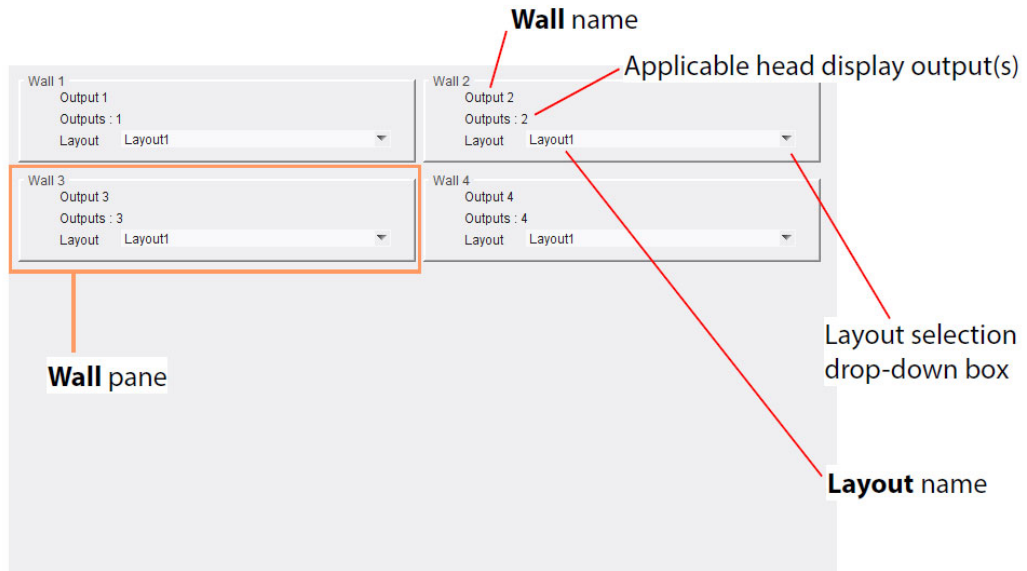 Wall name
Applicable head display output(s)
Wall 1
Output 1
Outputs : 1
Layout Layout1
Wall 2
Output 2
Outputs : 2
Layout Layout1
Wall 3
Output 3
Outputs : 3
Layout Layout1
Wall 4
Output 4
Outputs : 4
Layout Layout1
Layout selection
drop-down box
Wall pane
Layout name